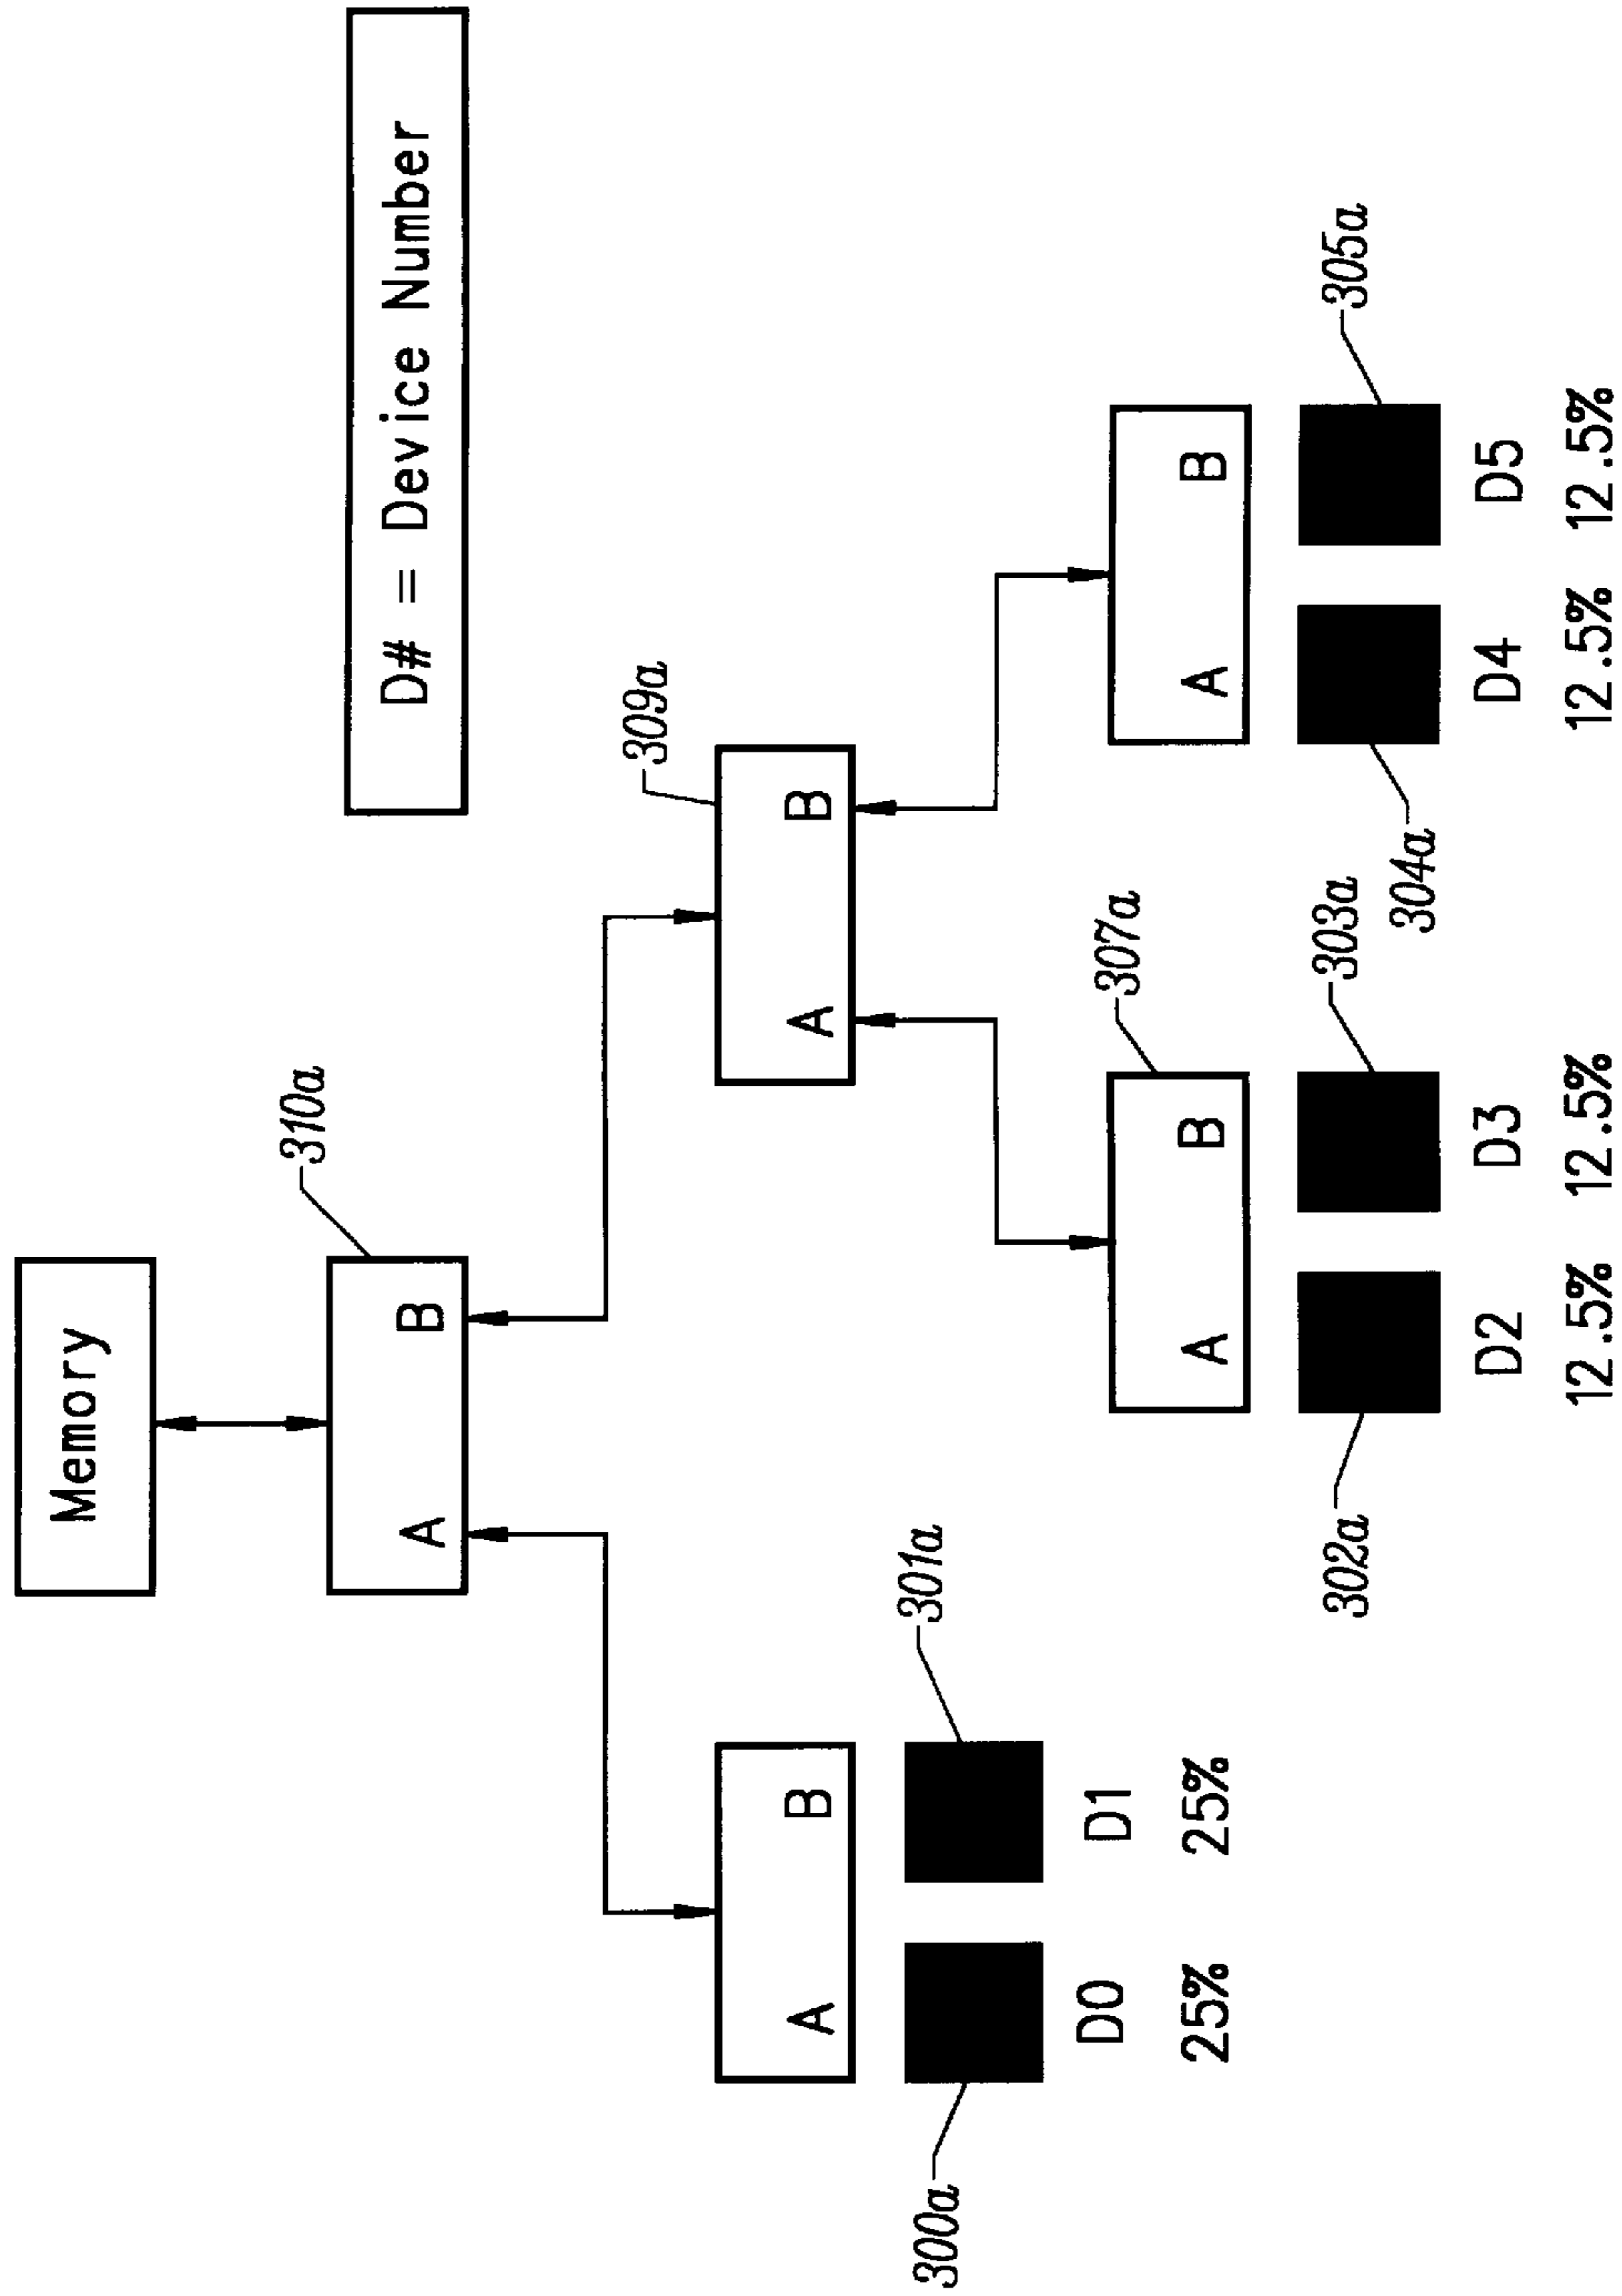 Memory
310a
D# = Device Number
A B
309a
A B
A B
300a
301a
D0 D1
25% 25%
307a
A B
A B
302a
303a
304a
305a
D2 D3 D4 D5
12.5% 12.5% 12.5% 12.5%